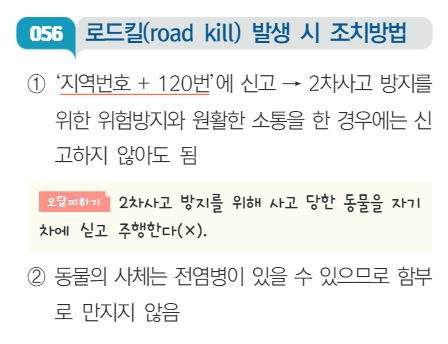 056 로드킬(road kill) 발생 시 조치방법
① ‘지역번호 + 120번’에 신고 → 2차사고 방지를
위한 위험방지와 원활한 소통을 한 경우에는 신
고하지 않아도 됨
오답피하기 2차사고 방지를 위해 사고 당한 동물을 자기
차에 싣고 주행한다(×).
② 동물의 사체는 전염병이 있을 수 있으므로 함부
로 만지지 않음